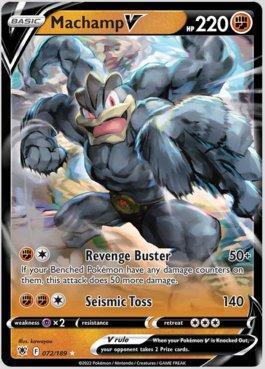 BASIC
Machamp V HP 220
Revenge Buster 50+
If your Benched Pokémon have any damage counters on
them, this attack does 50 more damage.
Seismic Toss 140
weakness ×2 resistance retreat
V rule When your Pokémon V is Knocked Out,
your opponent takes 2 Prize cards.
Illus. kawayoo
F 072/189 ★
©2022 Pokémon / Nintendo / Creatures / GAME FREAK